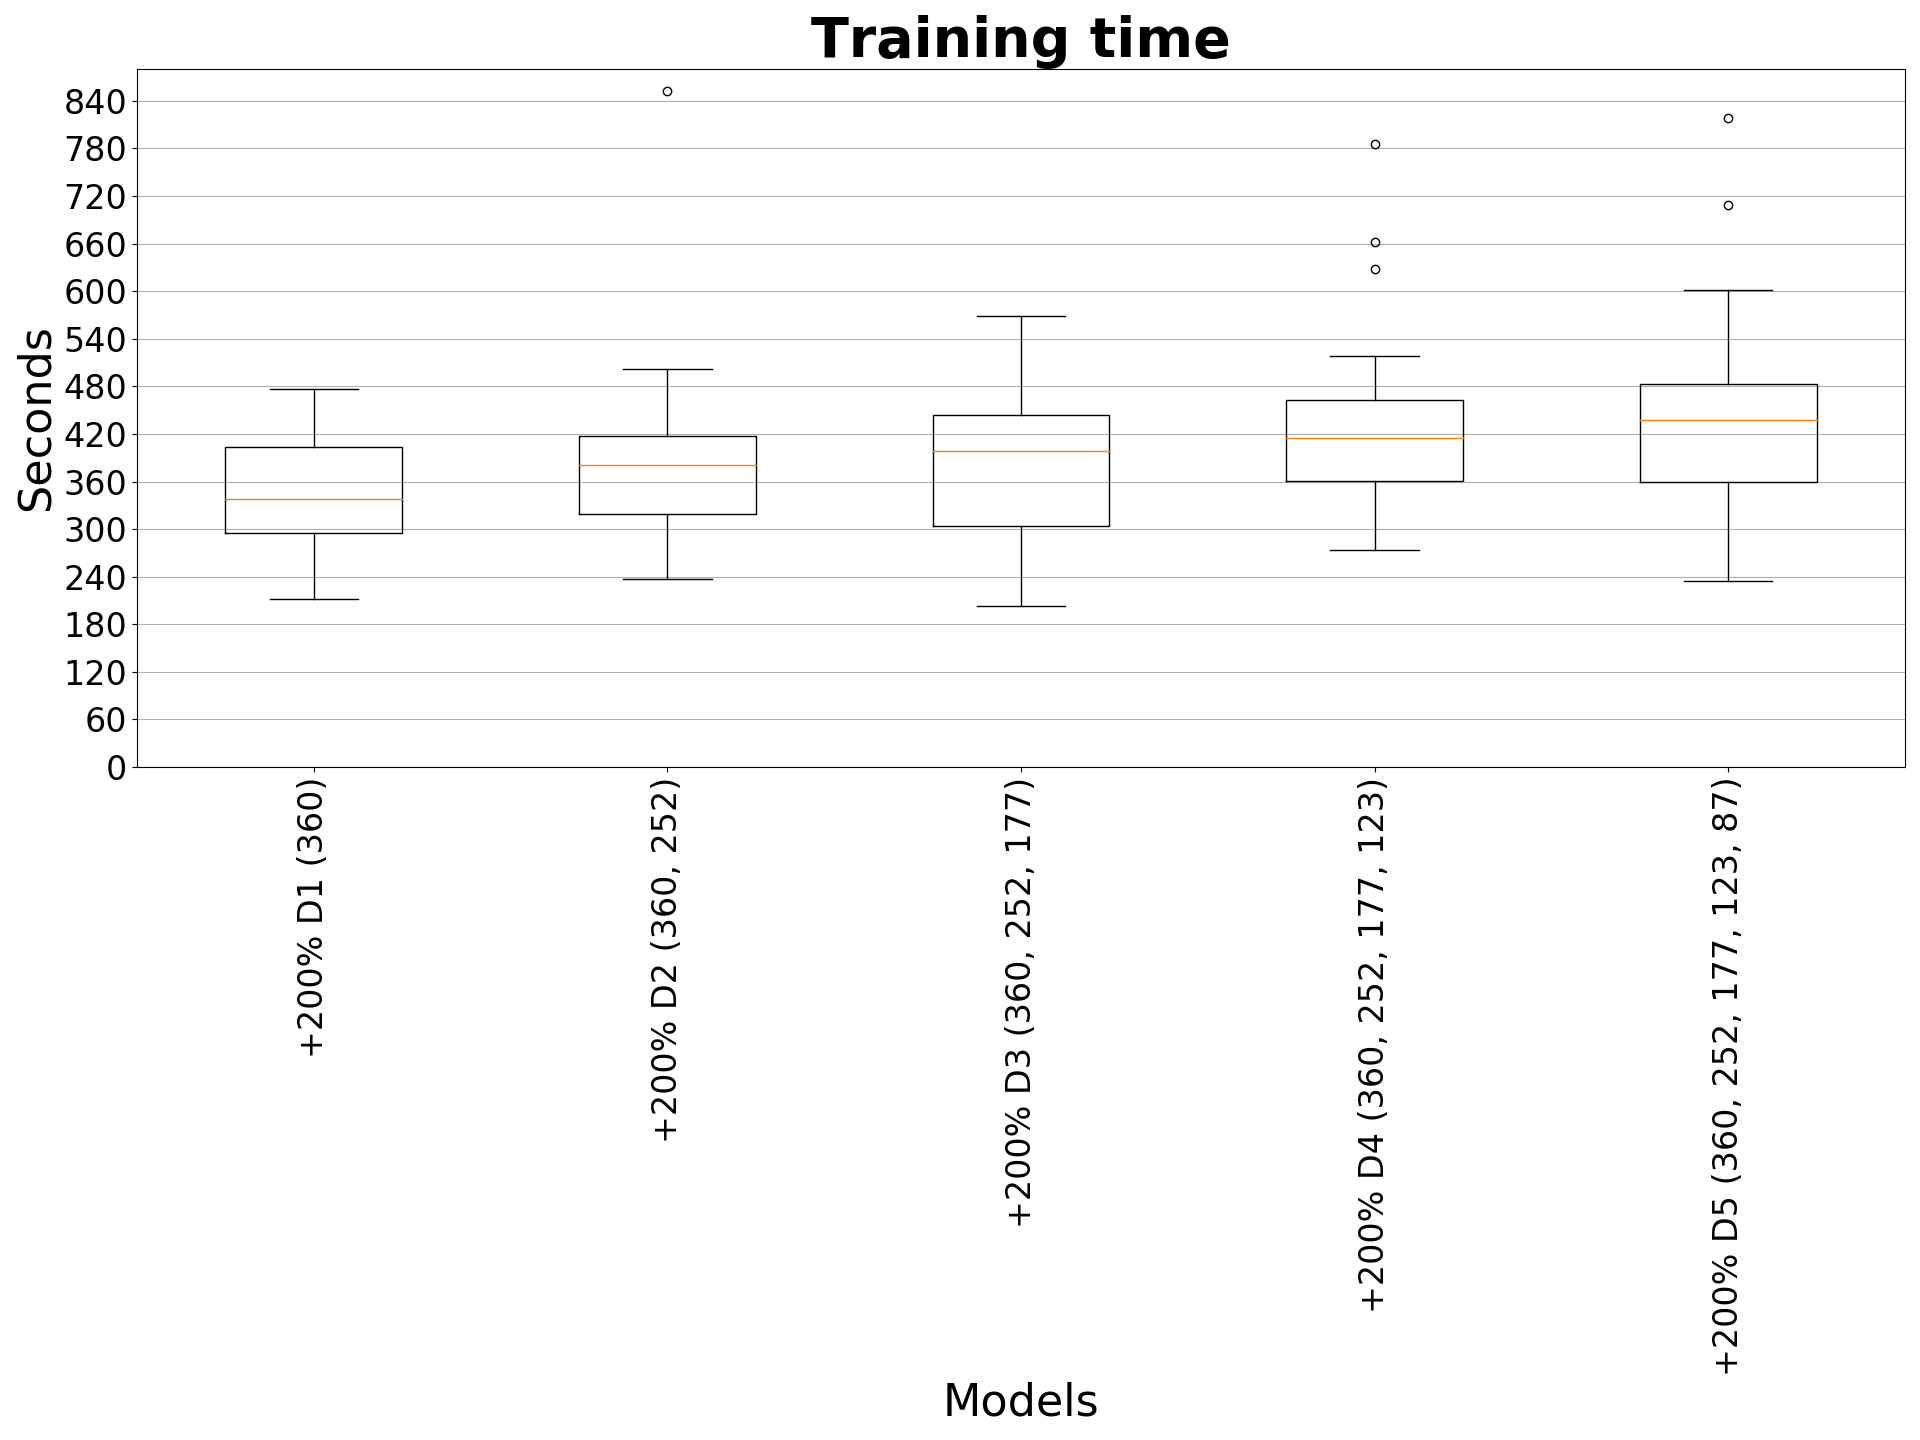 Training time
Seconds
840
780
720
660
600
540
480
420
360
300
240
180
120
60
0
+200% D1 (360)
+200% D2 (360, 252)
+200% D3 (360, 252, 177)
+200% D4 (360, 252, 177, 123)
+200% D5 (360, 252, 177, 123, 87)
Models